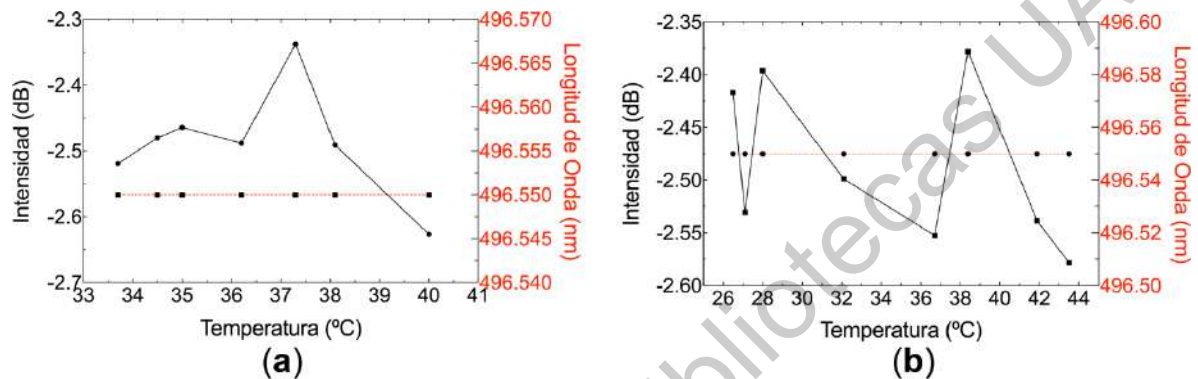 -2.3
-2.4
-2.5
-2.6
-2.7
Intensidad (dB)
33 34 35 36 37 38 39 40 41
Temperatura (ºC)
496.570
496.565
496.560
496.555
496.550
496.545
496.540
Longitud de Onda (nm)
(a)
-2.35
-2.40
-2.45
-2.50
-2.55
-2.60
Intensidad (dB)
26 28 30 32 34 36 38 40 42 44
Temperatura (ºC)
496.60
496.58
496.56
496.54
496.52
496.50
Longitud de Onda (nm)
(b)